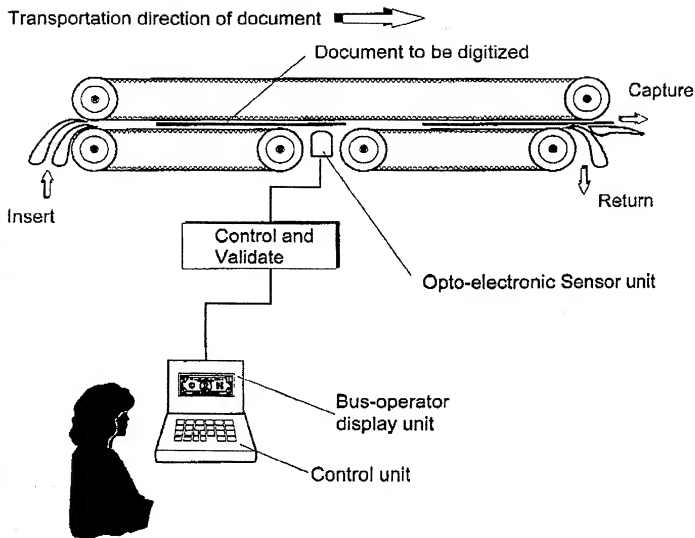 Transportation direction of document
Document to be digitized
Capture
Insert
Return
Control and
Validate
Opto-electronic Sensor unit
Bus-operator
display unit
Control unit